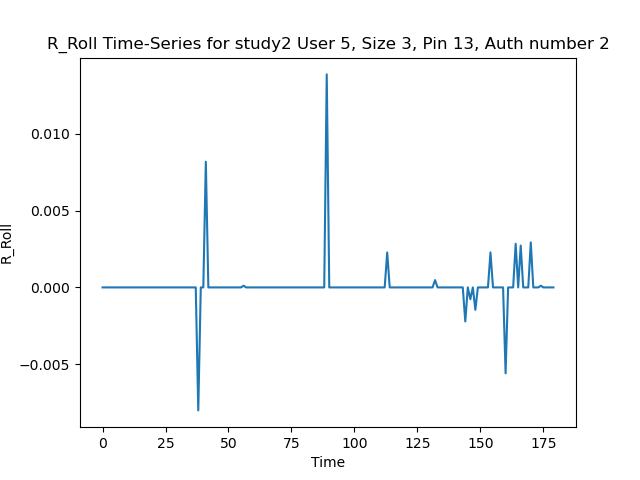 R_Roll Time-Series for study2 User 5, Size 3, Pin 13, Auth number 2
0.010
0.005
0.000
−0.005
R_Roll
0 25 50 75 100 125 150 175
Time